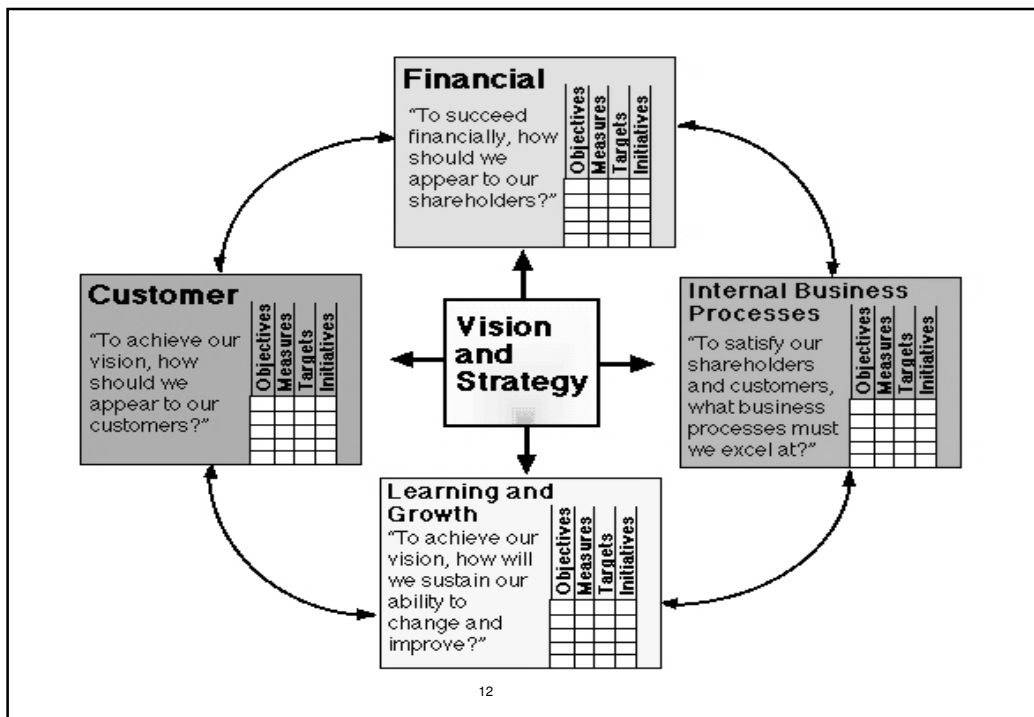 Financial
“To succeed
financially, how
should we
appear to our
shareholders?”
Objectives
Measures
Targets
Initiatives
Customer
“To achieve our
vision, how
should we
appear to our
customers?”
Objectives
Measures
Targets
Initiatives
Vision
and
Strategy
Internal Business
Processes
“To satisfy our
shareholders
and customers,
what business
processes must
we excel at?”
Objectives
Measures
Targets
Initiatives
Learning and
Growth
“To achieve our
vision, how will
we sustain our
ability to
change and
improve?”
Objectives
Measures
Targets
Initiatives
12